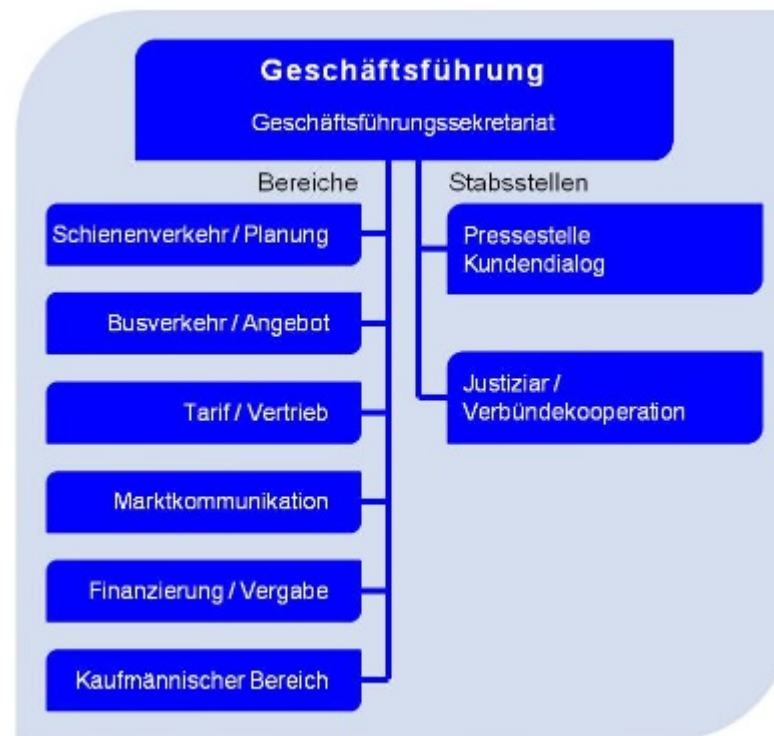 Geschäftsführung
Geschäftsführungssekretariat
Bereiche
Schienenverkehr / Planung
Busverkehr / Angebot
Tarif / Vertrieb
Marktkommunikation
Finanzierung / Vergabe
Kaufmännischer Bereich
Stabsstellen
Pressestelle
Kundendialog
Justiziar /
Verbündekooperation